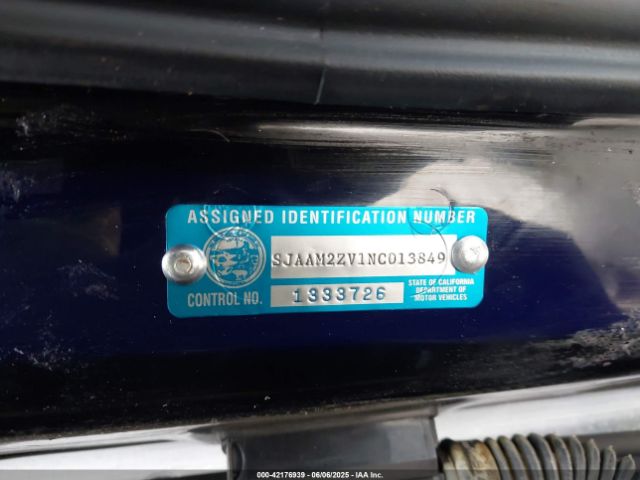 ASSIGNED IDENTIFICATION NUMBER
SJAAM2ZV1NC013849
CONTROL NO. 1333726
STATE OF CALIFORNIA
DEPARTMENT OF
MOTOR VEHICLES
000-42176939 - 06/06/2025 - IAA Inc.